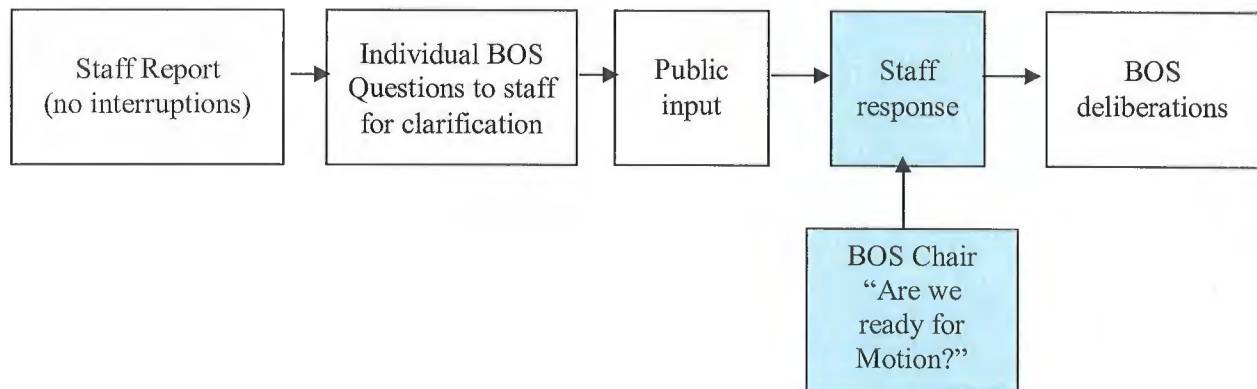 Staff Report
(no interruptions)
Individual BOS
Questions to staff
for clarification
Public
input
Staff
response
BOS
deliberations
BOS Chair
“Are we
ready for
Motion?”